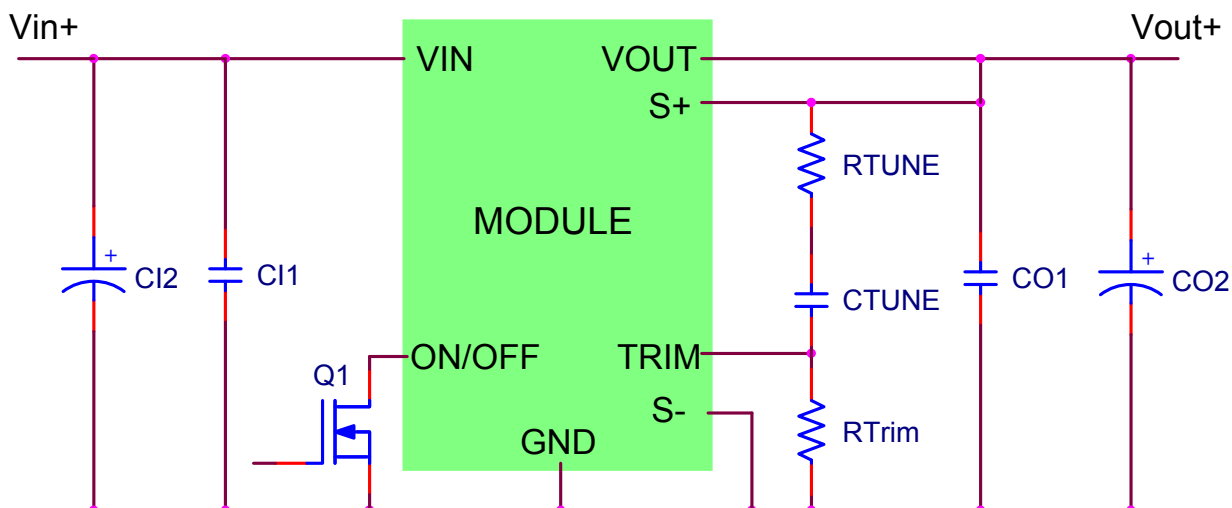 Vin+
Vout+
VIN
VOUT
S+
RTUNE
MODULE
+
CI2
CI1
CTUNE
CO1
+
CO2
ON/OFF
TRIM
Q1
S-
RTrim
GND